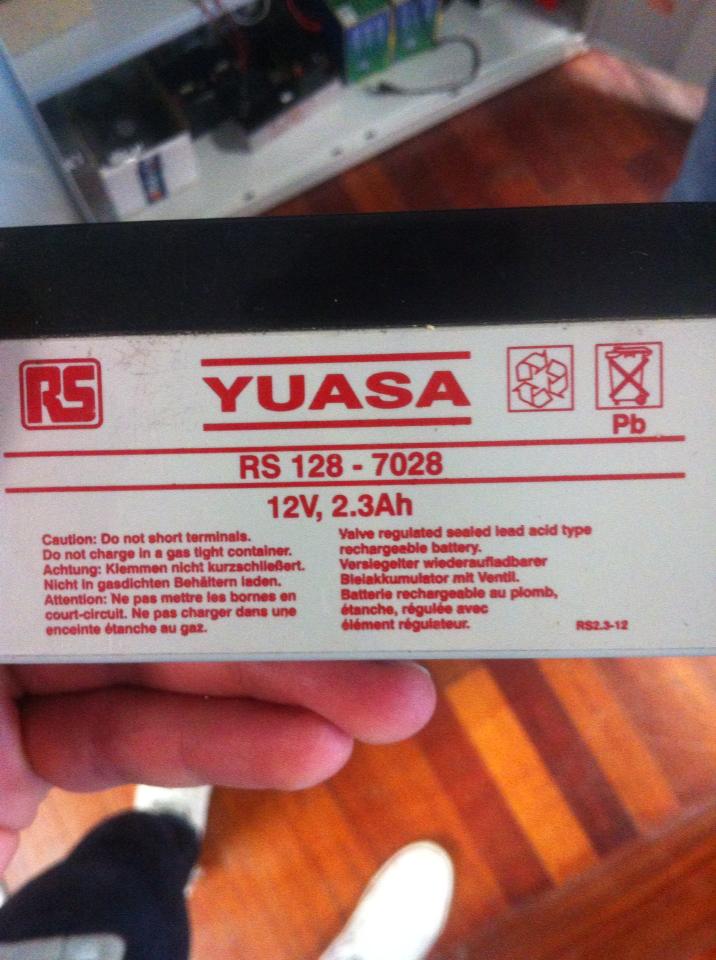 RS
YUASA
Pb
RS 128 - 7028
12V, 2.3Ah
Caution: Do not short terminals.
Do not charge in a gas tight container.
Achtung: Klemmen nicht kurzschließert.
Nicht in gasdichten Behältern laden.
Attention: Ne pas mettre les bornes en
court-circuit. Ne pas charger dans une
enceinte étanche au gaz.
Valve regulated sealed lead acid type
rechargeable battery.
Versiegelter wiederaufladbarer
Bleiakkumulator mit Ventil.
Batterie rechargeable au plomb,
étanche, régulée avec
élément régulateur.
RS2.3-12